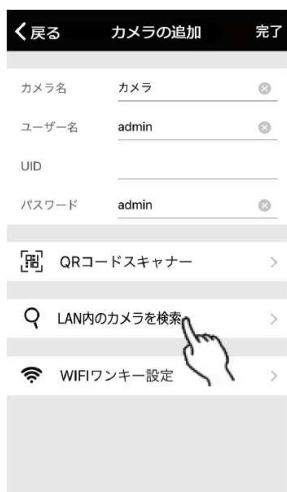 戻る カメラの追加 完了
カメラ名 カメラ
ユーザー名 admin
UID
パスワード admin
QRコードスキャナー
LAN内のカメラを検索
WIFIワンキー設定